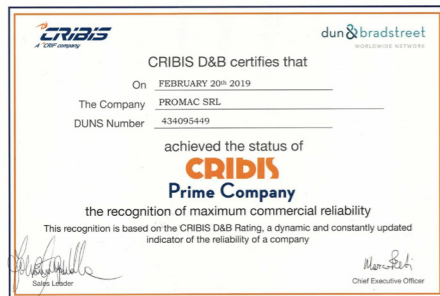 CRIBIS
A CRIF company
dun & bradstreet
WORLDWIDE NETWORK
CRIBIS D&B certifies that
On FEBRUARY 20th 2019
The Company PROMAC SRL
DUNS Number 434095449
achieved the status of
CRIBIS
Prime Company
the recognition of maximum commercial reliability
This recognition is based on the CRIBIS D&B Rating, a dynamic and constantly updated
indicator of the reliability of a company
Sales Leader
Chief Executive Officer